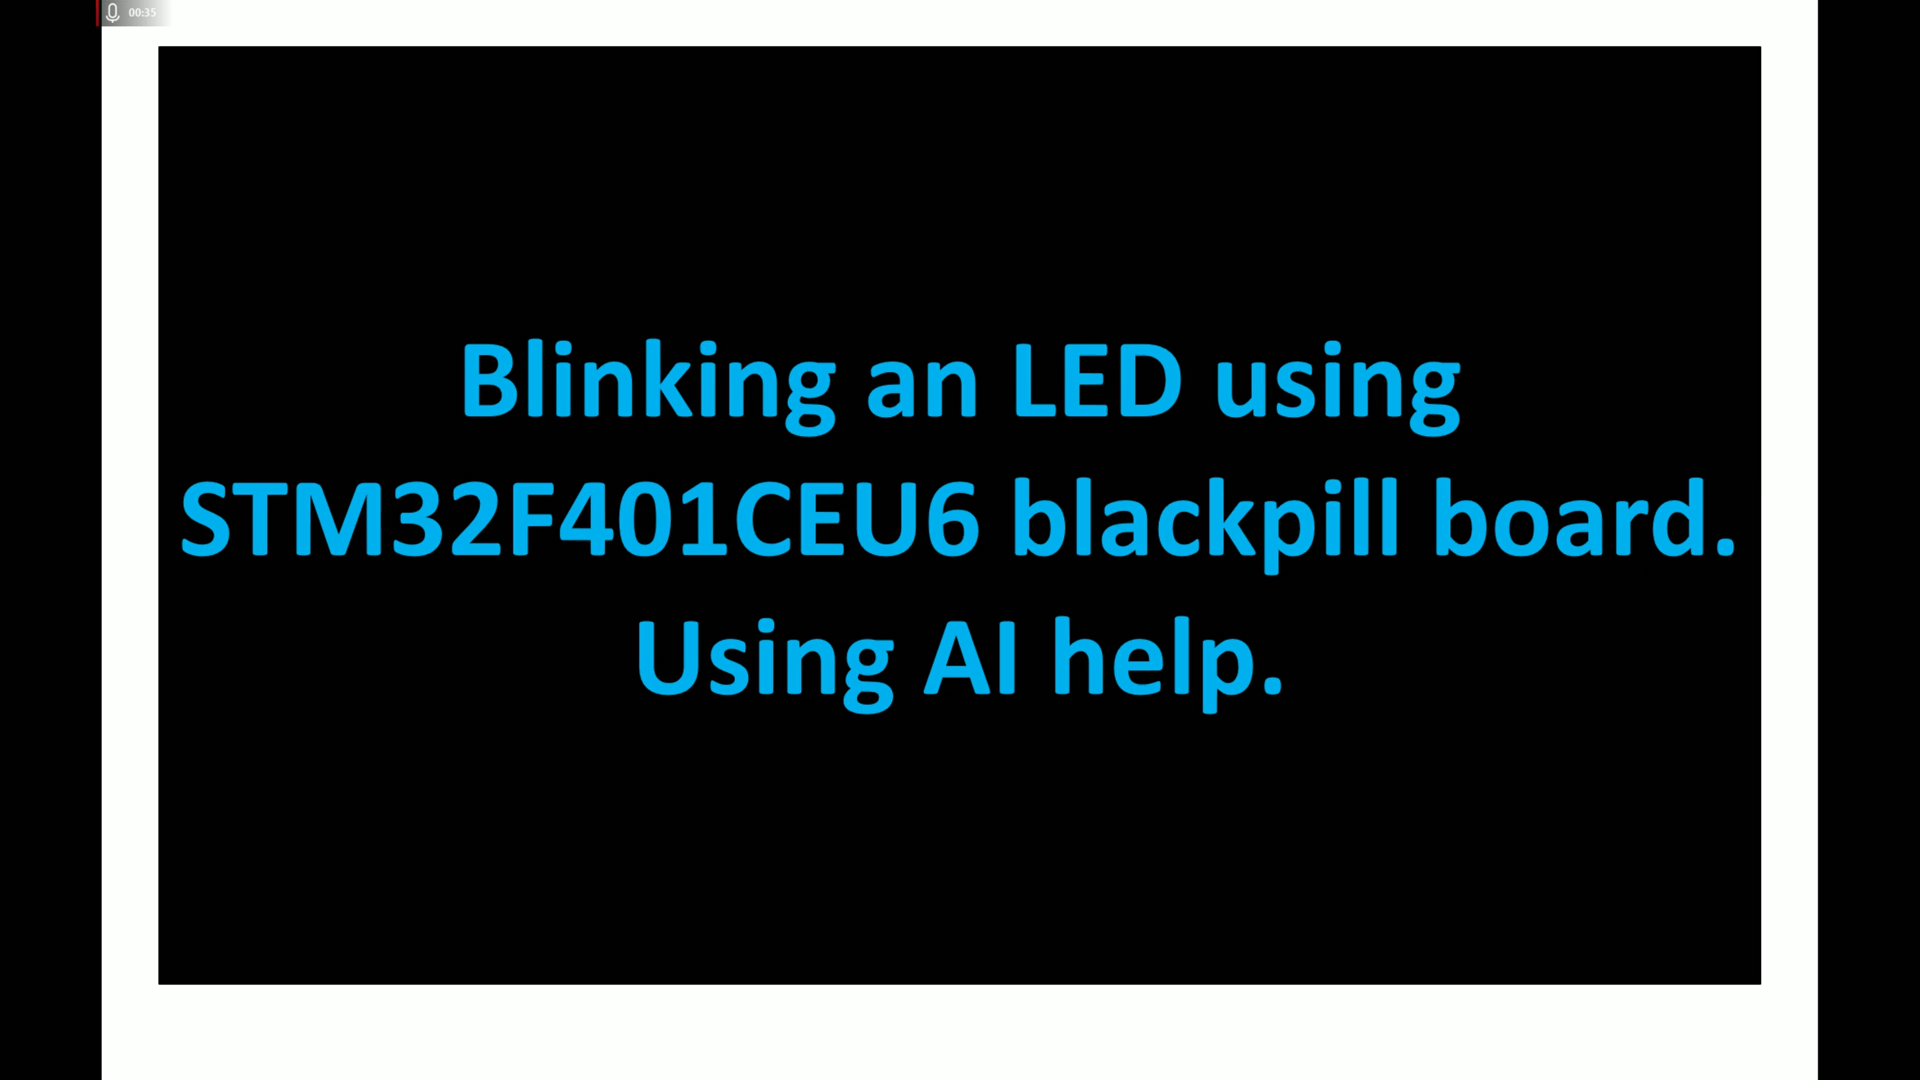 00:35
Blinking an LED using
STM32F401CEU6 blackpill board.
Using AI help.